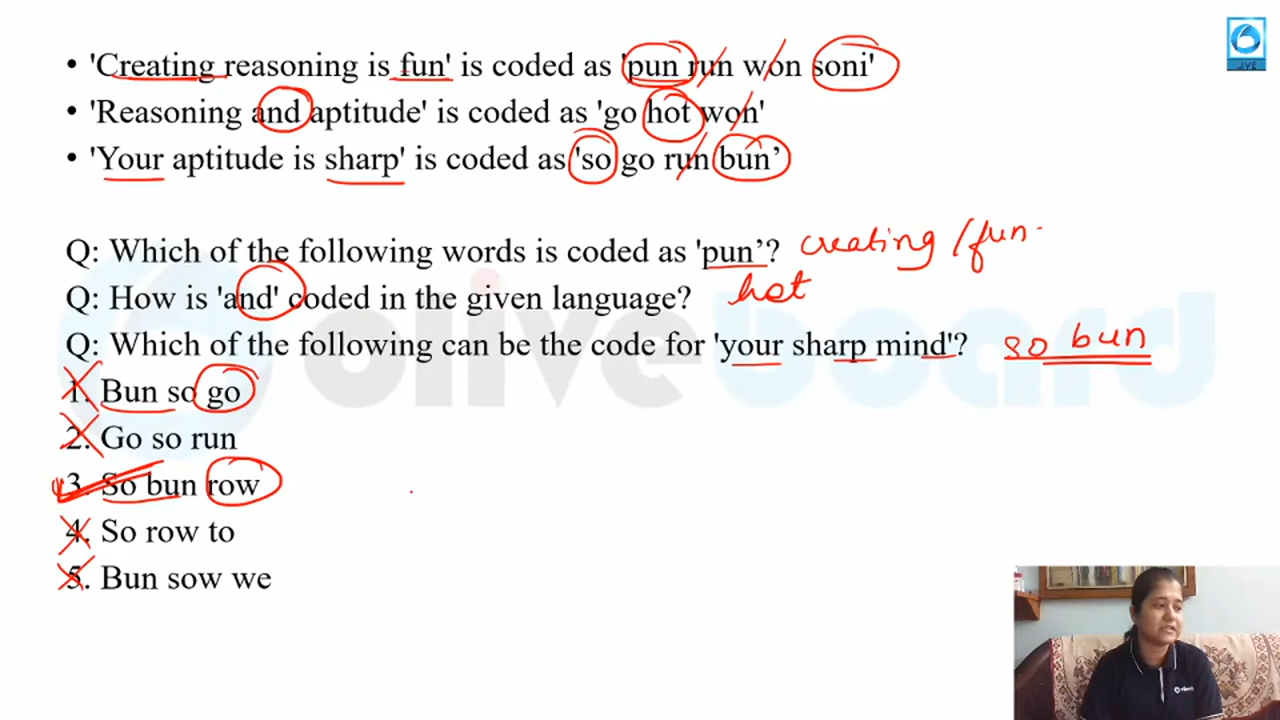 • 'Creating reasoning is fun' is coded as 'pun run won soni'
• 'Reasoning and aptitude' is coded as 'go hot won'
• 'Your aptitude is sharp' is coded as 'so go run bun’
Q: Which of the following words is coded as 'pun’? creating / fun.
Q: How is 'and' coded in the given language? hot
Q: Which of the following can be the code for 'your sharp mind'? so bun
1. Bun so go
2. Go so run
3. So bun row
4. So row to
5. Bun sow we
oliveboard
LIVE